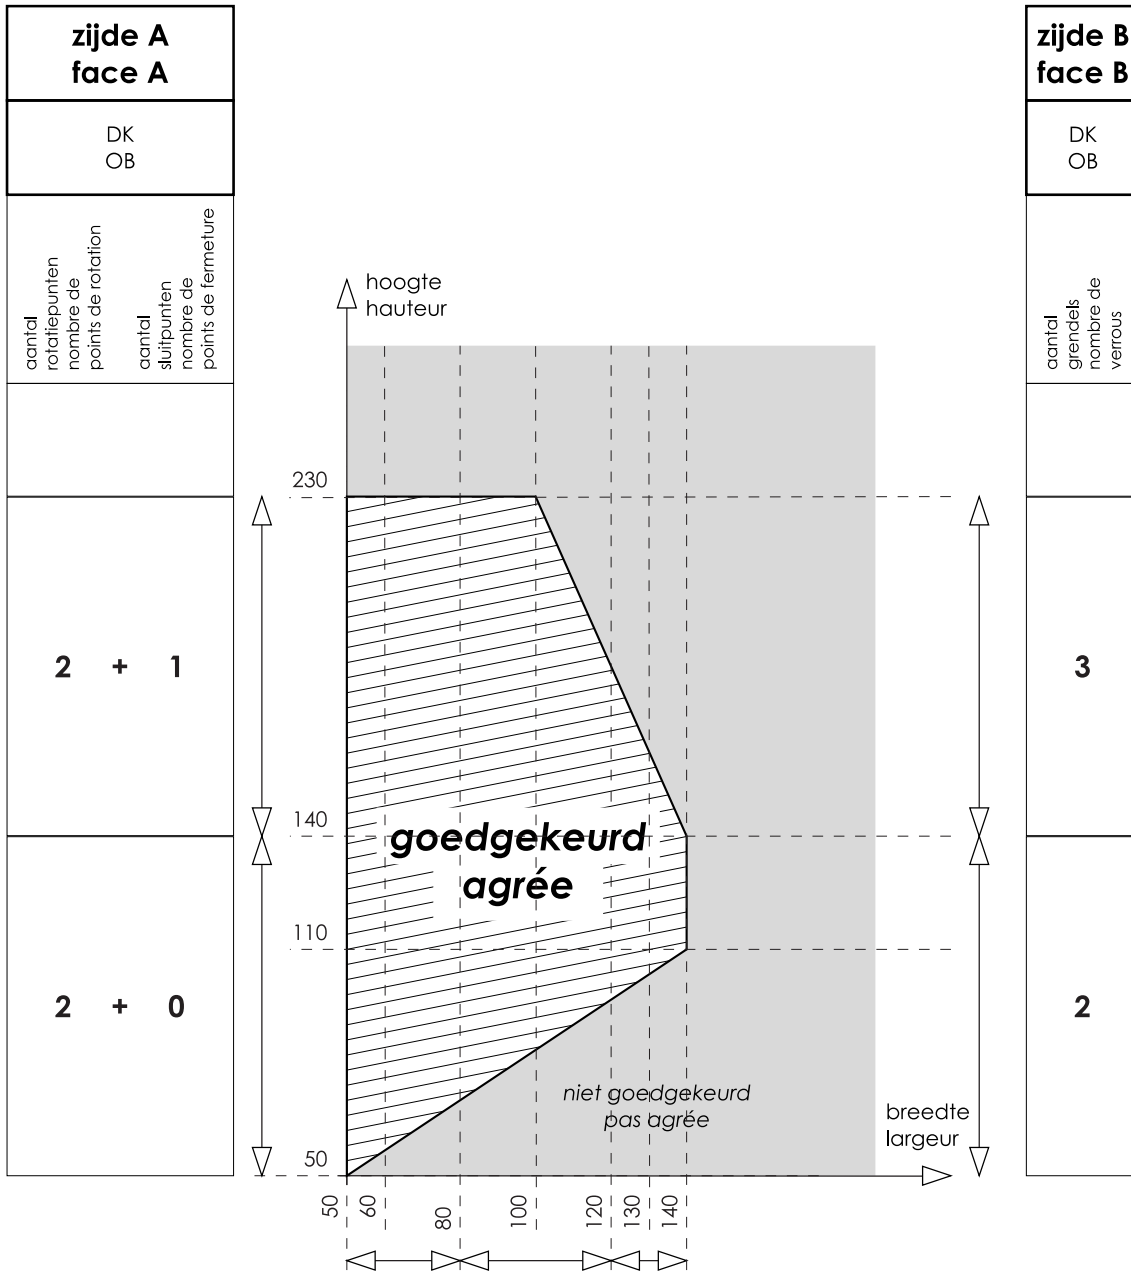 zijde A
face A
DK
OB
aantal
rotatiepunten
nombre de
points de rotation
aantal
sluitpunten
nombre de
points de fermeture
zijde B
face B
DK
OB
aantal
grendels
nombre de
verrous
hoogte
hauteur
230
2 + 1
3
140
goedgekeurd
agrée
110
2 + 0
2
niet goedgekeurd
pas agrée
breedte
largeur
50
50
60
80
100
120
130
140